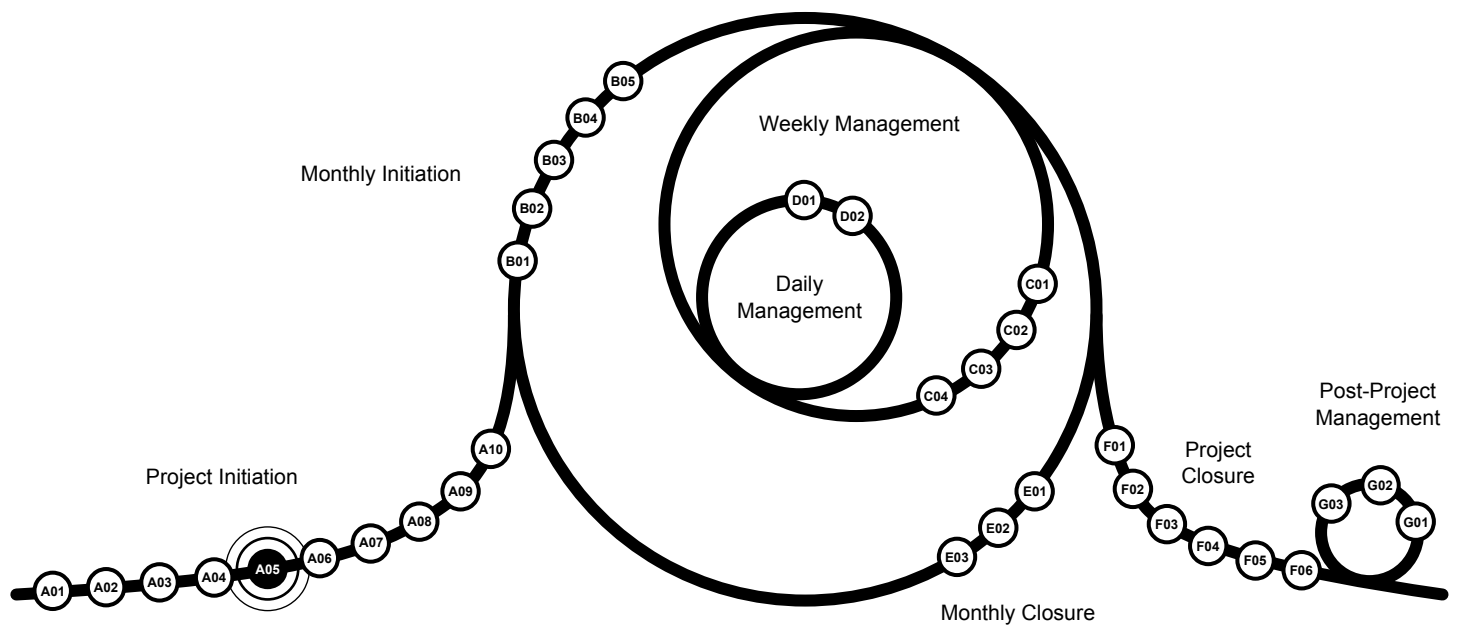 Project Initiation
A01
A02
A03
A04
A05
A06
A07
A08
A09
A10
Monthly Initiation
B01
B02
B03
B04
B05
Weekly Management
C01
C02
C03
C04
Daily
Management
D01
D02
Monthly Closure
E01
E02
E03
Project
Closure
F01
F02
F03
F04
F05
F06
Post-Project
Management
G01
G02
G03